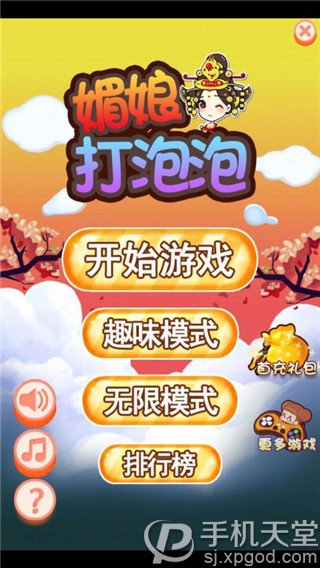 媚娘
打泡泡
开始游戏
趣味模式
首充礼包
无限模式
更多游戏
排行榜
?
手机天堂
sj.xpgod.com